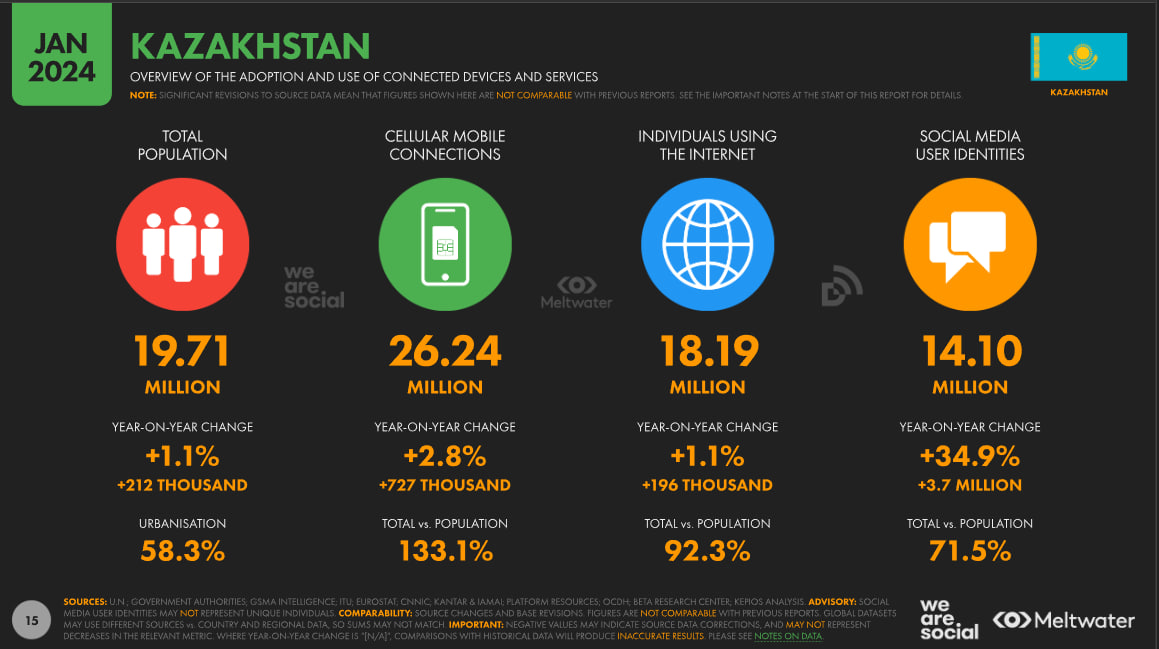 JAN
2024
KAZAKHSTAN
OVERVIEW OF THE ADOPTION AND USE OF CONNECTED DEVICES AND SERVICES
NOTE: SIGNIFICANT REVISIONS TO SOURCE DATA MEAN THAT FIGURES SHOWN HERE ARE NOT COMPARABLE WITH PREVIOUS REPORTS. SEE THE IMPORTANT NOTES AT THE START OF THIS REPORT FOR DETAILS.
KAZAKHSTAN
TOTAL
POPULATION
19.71
MILLION
YEAR-ON-YEAR CHANGE
+1.1%
+212 THOUSAND
URBANISATION
58.3%
CELLULAR MOBILE
CONNECTIONS
26.24
MILLION
YEAR-ON-YEAR CHANGE
+2.8%
+727 THOUSAND
TOTAL vs. POPULATION
133.1%
INDIVIDUALS USING
THE INTERNET
18.19
MILLION
YEAR-ON-YEAR CHANGE
+1.1%
+196 THOUSAND
TOTAL vs. POPULATION
92.3%
SOCIAL MEDIA
USER IDENTITIES
14.10
MILLION
YEAR-ON-YEAR CHANGE
+34.9%
+3.7 MILLION
TOTAL vs. POPULATION
71.5%
we
are
social
Meltwater
15
SOURCES: U.N.; GOVERNMENT AUTHORITIES; GSMA INTELLIGENCE; ITU; EUROSTAT; CNNIC; KANTAR & IAMAI; PLATFORM RESOURCES; OCDH; BETA RESEARCH CENTER; KEPIOS ANALYSIS. ADVISORY: SOCIAL
MEDIA USER IDENTITIES MAY NOT REPRESENT UNIQUE INDIVIDUALS. COMPARABILITY: SOURCE CHANGES AND BASE REVISIONS. FIGURES ARE NOT COMPARABLE WITH PREVIOUS REPORTS. GLOBAL DATASETS
MAY USE DIFFERENT SOURCES vs. COUNTRY AND REGIONAL DATA, SO SUMS MAY NOT MATCH. IMPORTANT: NEGATIVE VALUES MAY INDICATE SOURCE DATA CORRECTIONS, AND MAY NOT REPRESENT
DECREASES IN THE RELEVANT METRIC. WHERE YEAR-ON-YEAR CHANGE IS "[N/A]", COMPARISONS WITH HISTORICAL DATA WILL PRODUCE INACCURATE RESULTS. PLEASE SEE NOTES ON DATA.
we
are
social
Meltwater